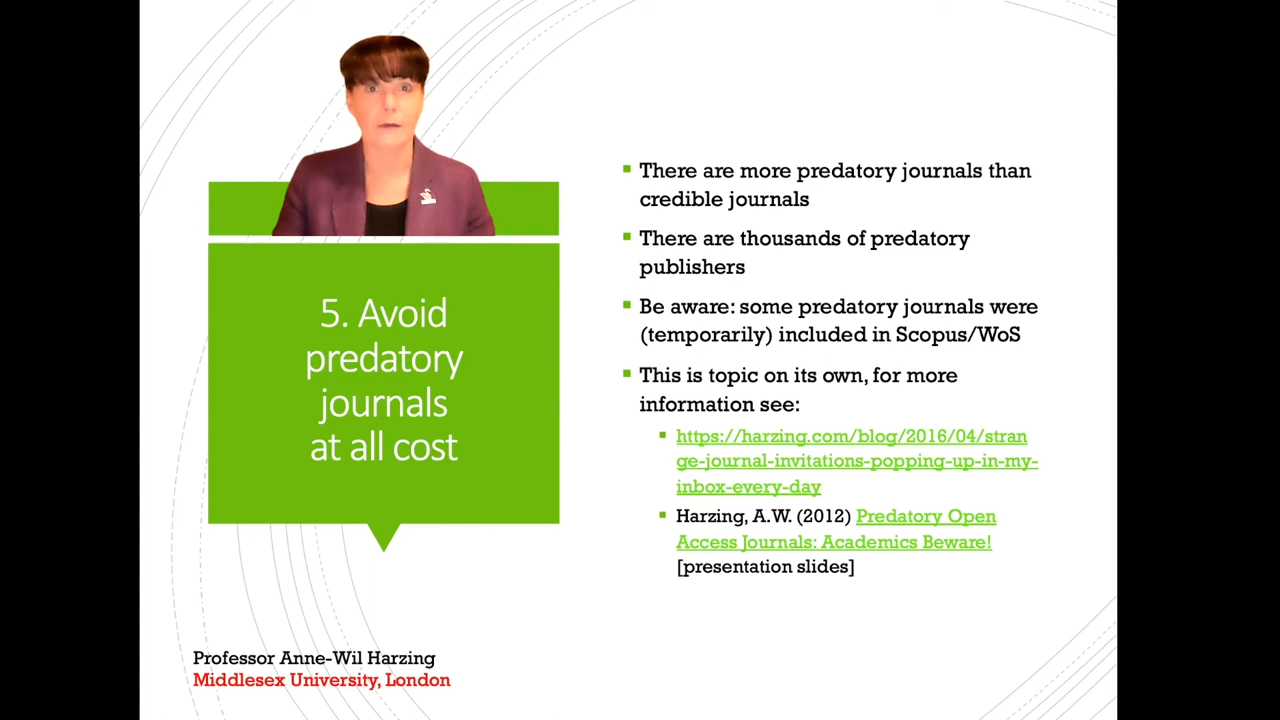 5. Avoid
predatory
journals
at all cost
There are more predatory journals than
credible journals
There are thousands of predatory
publishers
Be aware: some predatory journals were
(temporarily) included in Scopus/WoS
This is topic on its own, for more
information see:
https://harzing.com/blog/2016/04/stran
ge-journal-invitations-popping-up-in-my-
inbox-every-day
Harzing, A.W. (2012) Predatory Open
Access Journals: Academics Beware!
[presentation slides]
Professor Anne-Wil Harzing
Middlesex University, London